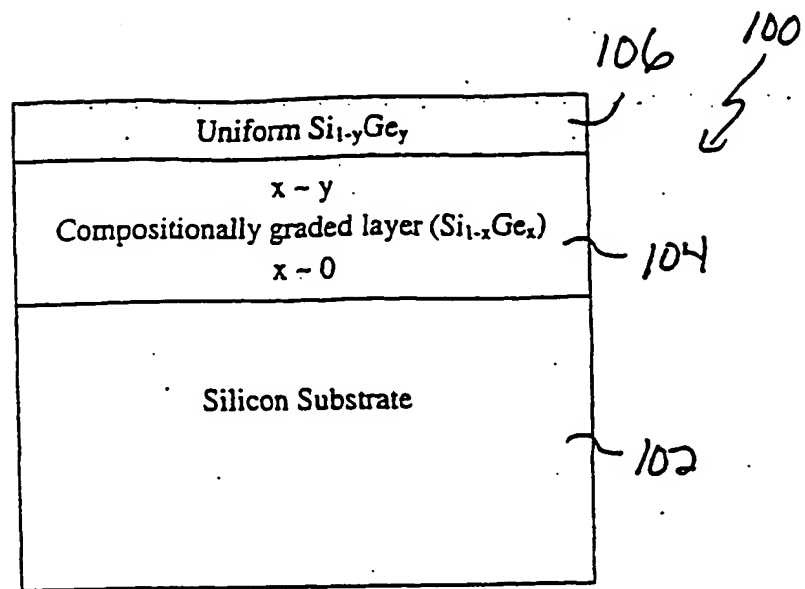 100
106
Uniform Si₁₋yGey
x ~ y
Compositionally graded layer (Si₁₋ₓGeₓ)
104
x ~ 0
Silicon Substrate
102